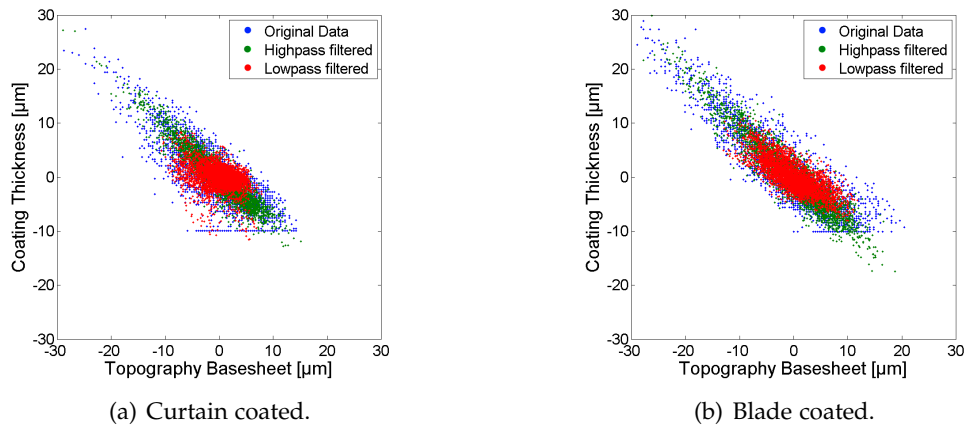 30
20
10
0
-10
-20
-30
-30
-20
-10
0
10
20
30
Coating Thickness [µm]
Topography Basesheet [µm]
Original Data
Highpass filtered
Lowpass filtered
(a) Curtain coated.
30
20
10
0
-10
-20
-30
-30
-20
-10
0
10
20
30
Coating Thickness [µm]
Topography Basesheet [µm]
Original Data
Highpass filtered
Lowpass filtered
(b) Blade coated.